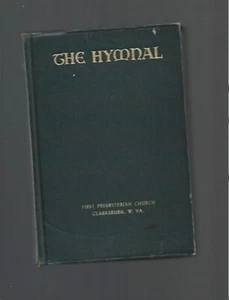 THE HYMNAL
FIRST PRESBYTERIAN CHURCH
CLARKSBURG, W. VA.